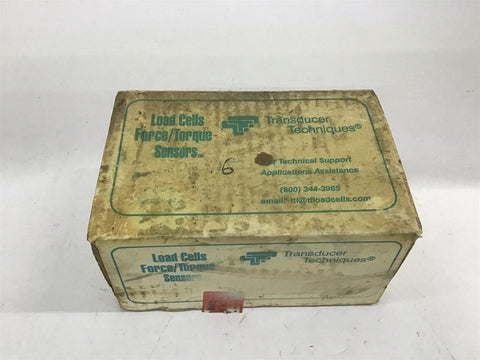 Load Cells
Force/Torque
Sensors
Transducer
Techniques®
6
Technical Support
Applications Assistance
(800) 344-3965
email: tti@ttloadcells.com
Load Cells
Force/Torque
Sensors
Transducer
Techniques®